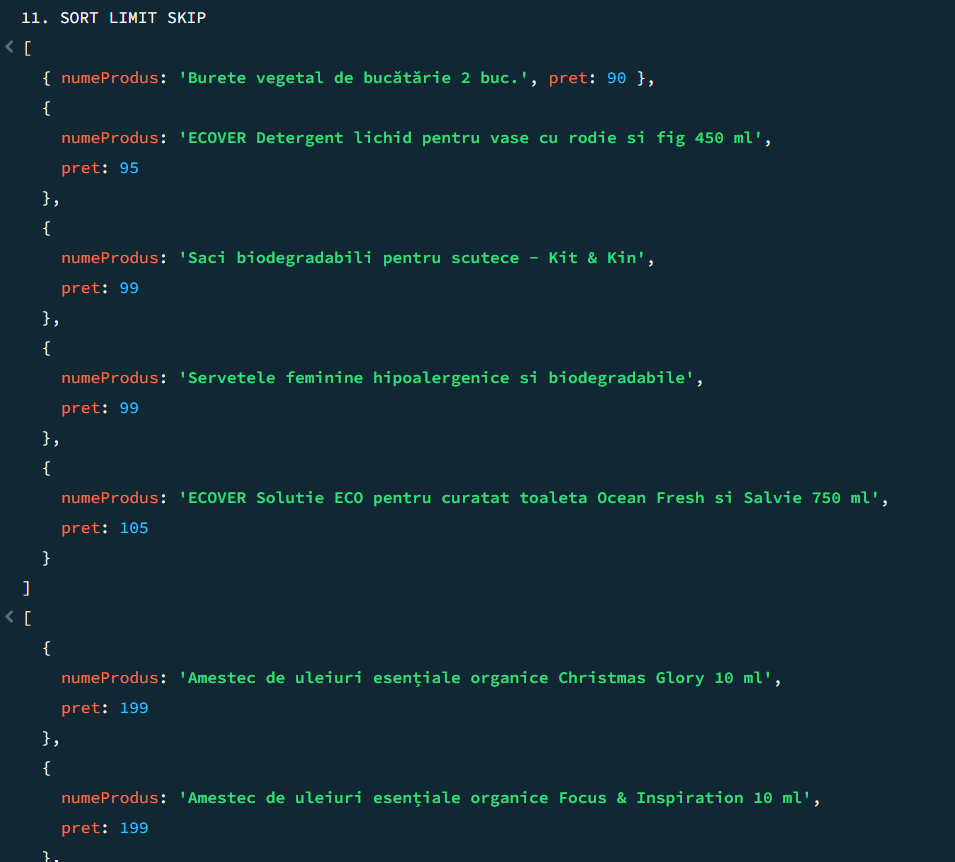 11. SORT LIMIT SKIP
[
{ numeProdus: 'Burete vegetal de bucătărie 2 buc.', pret: 90 },
{
numeProdus: 'ECOVER Detergent lichid pentru vase cu rodie si fig 450 ml',
pret: 95
},
{
numeProdus: 'Saci biodegradabili pentru scutece - Kit & Kin',
pret: 99
},
{
numeProdus: 'Servetele feminine hipoalergenice si biodegradabile',
pret: 99
},
{
numeProdus: 'ECOVER Solutie ECO pentru curatat toaleta Ocean Fresh si Salvie 750 ml',
pret: 105
}
]
[
{
numeProdus: 'Amestec de uleiuri esențiale organice Christmas Glory 10 ml',
pret: 199
},
{
numeProdus: 'Amestec de uleiuri esențiale organice Focus & Inspiration 10 ml',
pret: 199
},